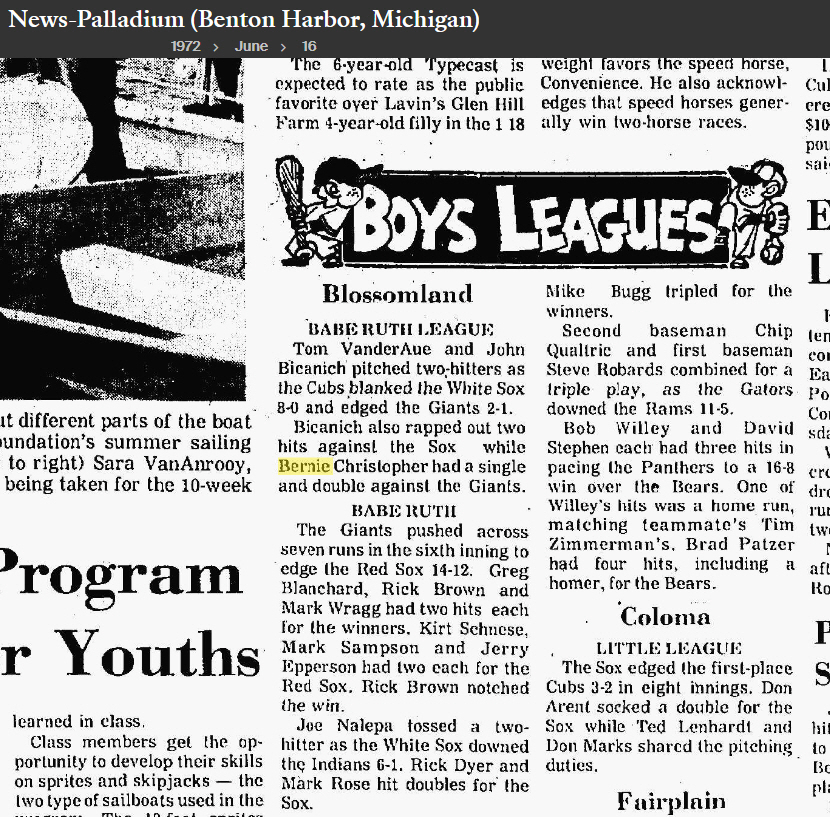 News-Palladium (Benton Harbor, Michigan)
1972 > June > 16
ut different parts of the boat
oundation's summer sailing
to right) Sara VanAnrooy,
being taken for the 10-week
Program
r Youths
learned in class.
Class members get the op-
portunity to develop their skills
on sprites and skipjacks — the
two type of sailboats used in the
The 6-year-old Typecast is
expected to rate as the public
favorite over Lavin's Glen Hill
Farm 4-year-old filly in the 1 18
weight favors the speed horse,
Convenience. He also acknowl-
edges that speed horses gener-
ally win two-horse races.
BOYS LEAGUES
Blossomland
BABE RUTH LEAGUE
Tom VanderAue and John
Bicanich pitched two-hitters as
the Cubs blanked the White Sox
8-0 and edged the Giants 2-1.
Bicanich also rapped out two
hits against the Sox while
Bernie Christopher had a single
and double against the Giants.
BABE RUTH
The Giants pushed across
seven runs in the sixth inning to
edge the Red Sox 14-12. Greg
Blanchard, Rick Brown and
Mark Wragg had two hits each
for the winners. Kirt Schnese,
Mark Sampson and Jerry
Epperson had two each for the
Red Sox. Rick Brown notched
the win.
Joe Nalepa tossed a two-
hitter as the White Sox downed
the Indians 6-1. Rick Dyer and
Mark Rose hit doubles for the
Sox.
Mike Bugg tripled for the
winners.
Second baseman Chip
Qualtric and first baseman
Steve Robards combined for a
triple play, as the Gators
downed the Rams 11-5.
Bob Willey and David
Stephen each had three hits in
pacing the Panthers to a 16-8
win over the Bears. One of
Willey's hits was a home run,
matching teammate's Tim
Zimmerman's. Brad Patzer
had four hits, including a
homer, for the Bears.
Coloma
LITTLE LEAGUE
The Sox edged the first-place
Cubs 3-2 in eight innings. Don
Arent socked a double for the
Sox while Ted Lenhardt and
Don Marks shared the pitching
duties.
Fairplain